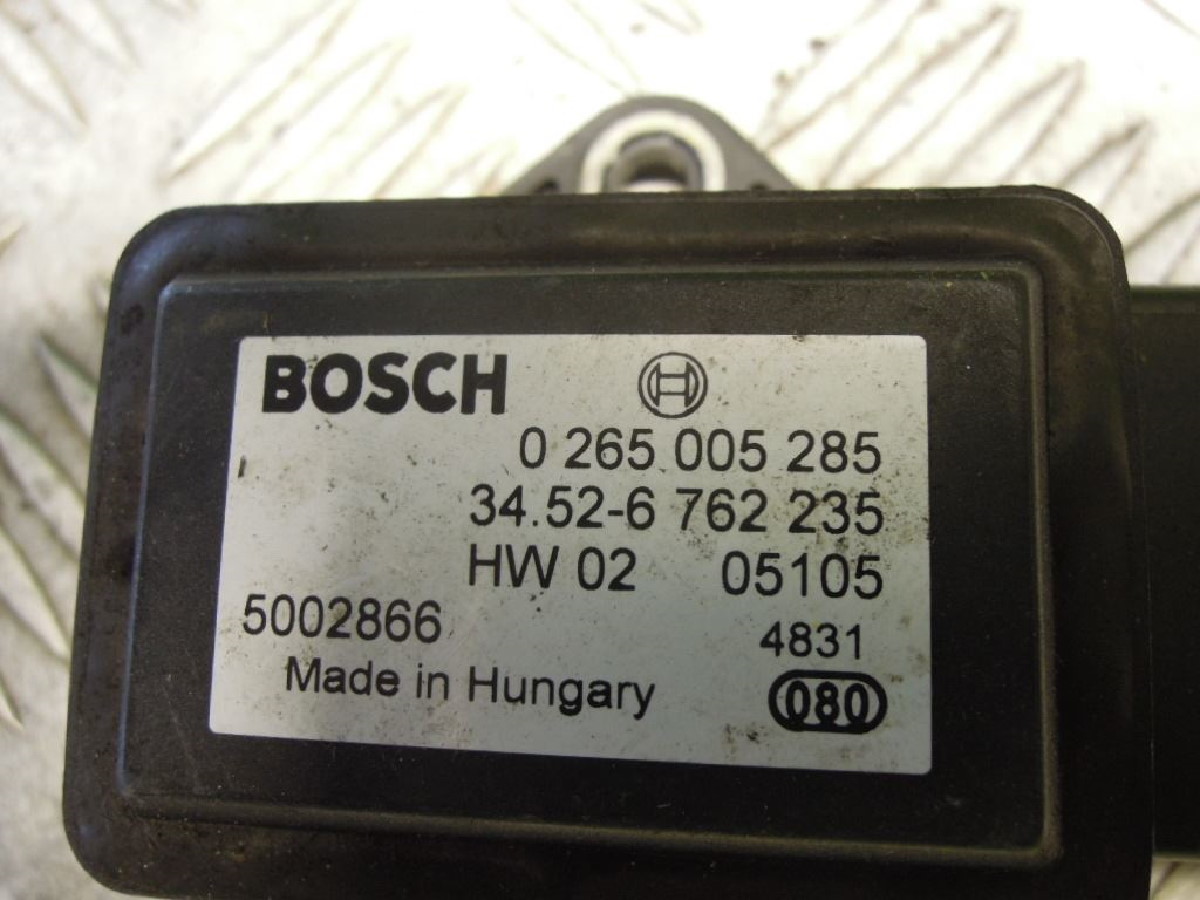 BOSCH
0 265 005 285
34.52-6 762 235
HW 02 05105
5002866 4831
Made in Hungary 080